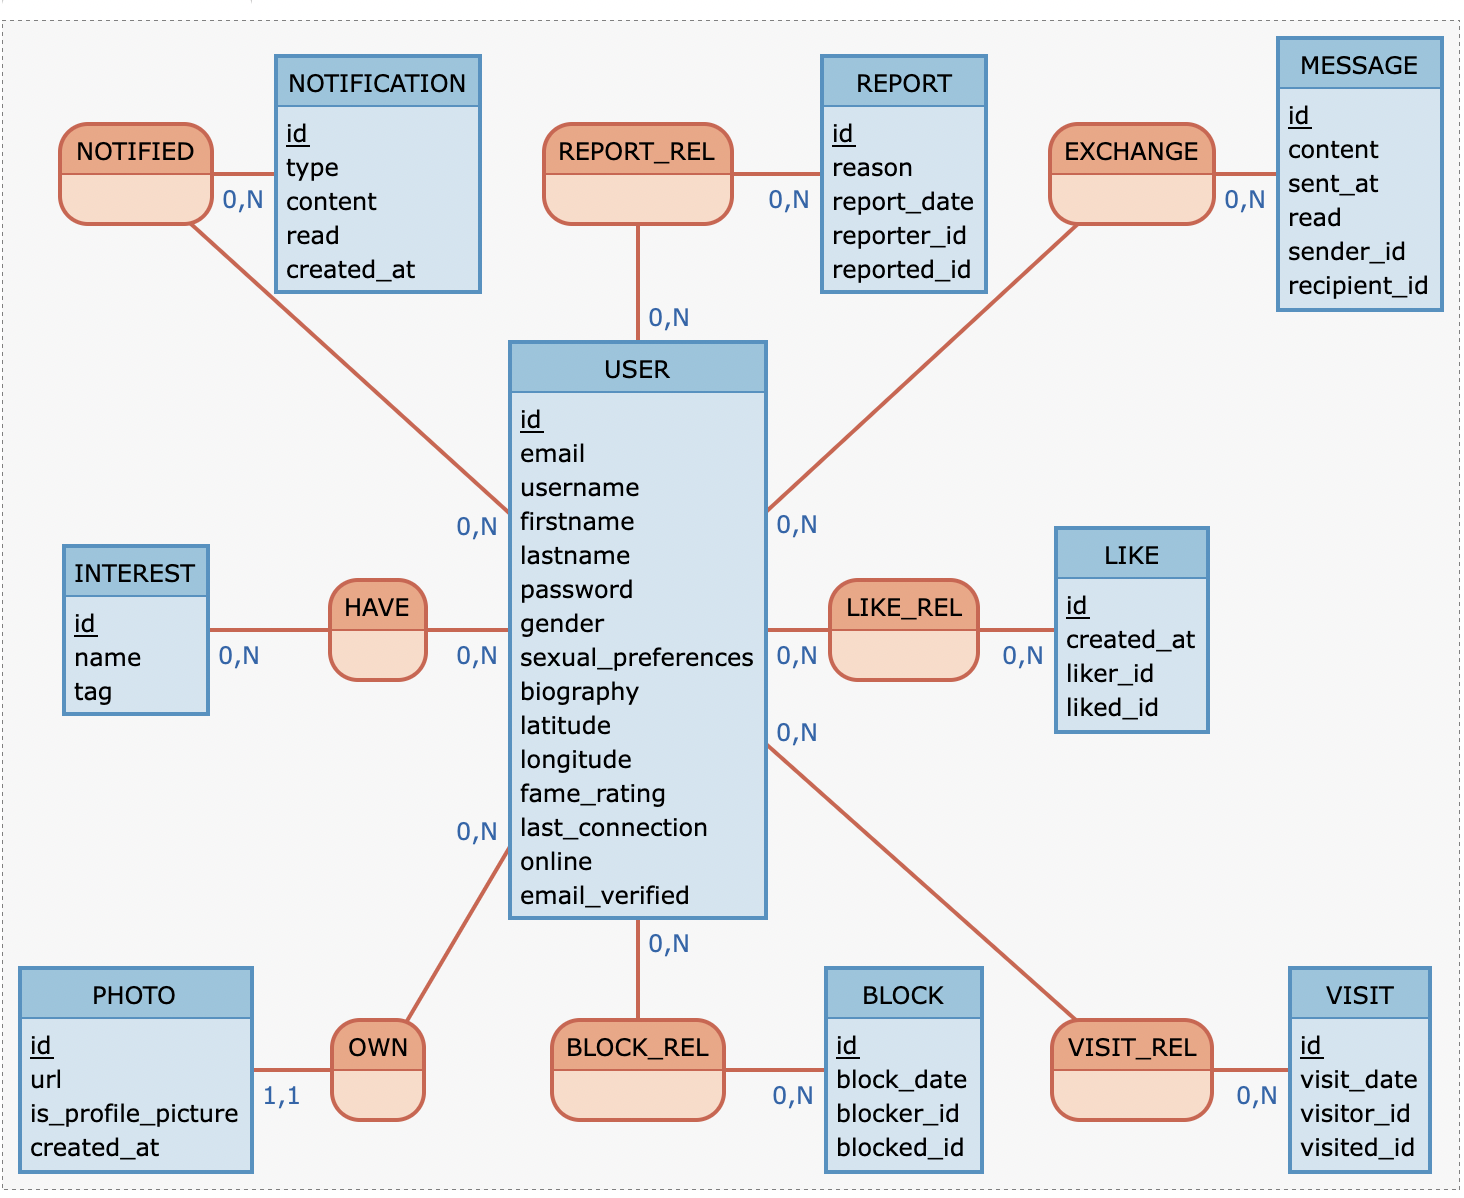 NOTIFIED
0,N
NOTIFICATION
id
type
content
read
created_at
REPORT_REL
0,N
0,N
REPORT
id
reason
report_date
reporter_id
reported_id
EXCHANGE
0,N
MESSAGE
id
content
sent_at
read
sender_id
recipient_id
0,N
USER
id
email
username
firstname
lastname
password
gender
sexual_preferences
biography
latitude
longitude
fame_rating
last_connection
online
email_verified
0,N
INTEREST
id
name
tag
0,N
HAVE
0,N
0,N
LIKE_REL
0,N
LIKE
id
created_at
liker_id
liked_id
0,N
0,N
0,N
PHOTO
id
url
is_profile_picture
created_at
1,1
OWN
BLOCK_REL
0,N
BLOCK
id
block_date
blocker_id
blocked_id
VISIT_REL
0,N
VISIT
id
visit_date
visitor_id
visited_id